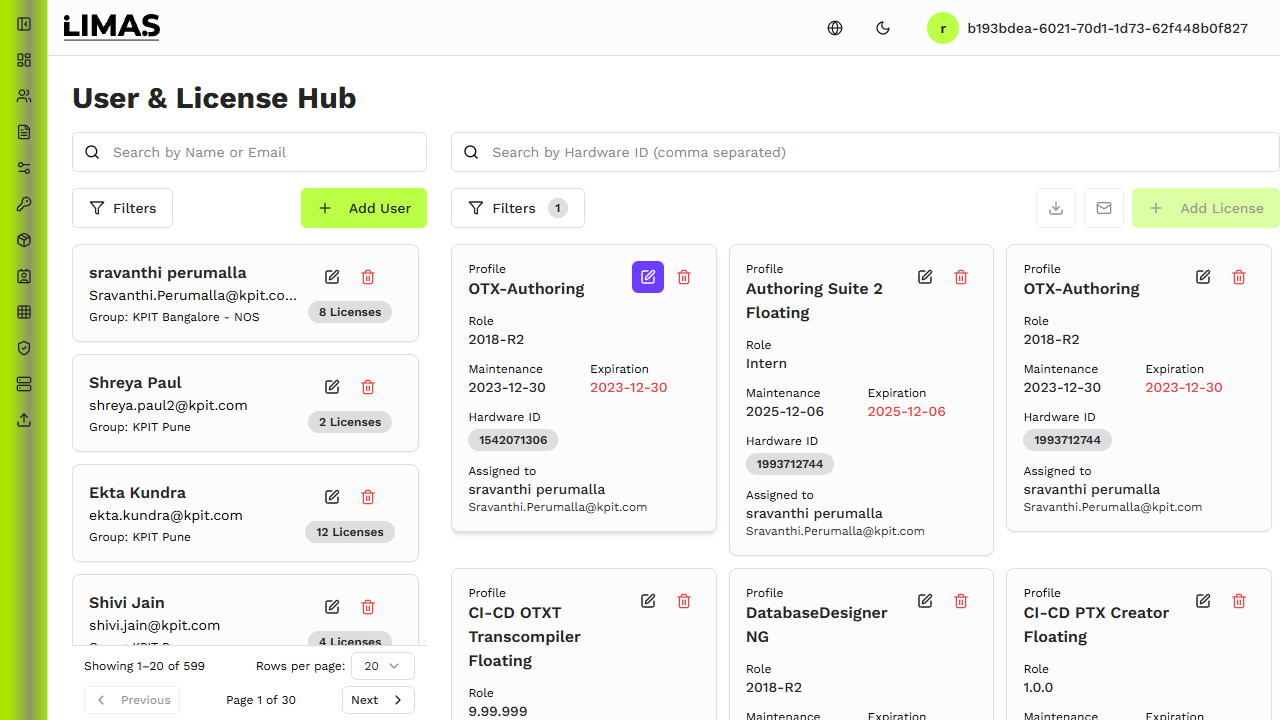 LIMAS
r
b193bdea-6021-70d1-1d73-62f448b0f827
User & License Hub
Search by Name or Email
Search by Hardware ID (comma separated)
Filters
Add User
Filters 1
Add License
sravanthi perumalla
Sravanthi.Perumalla@kpit.co...
8 Licenses
Group: KPIT Bangalore - NOS
Shreya Paul
shreya.paul2@kpit.com
2 Licenses
Group: KPIT Pune
Ekta Kundra
ekta.kundra@kpit.com
12 Licenses
Group: KPIT Pune
Shivi Jain
shivi.jain@kpit.com
4 Licenses
Showing 1–20 of 599
Rows per page: 20
Previous
Page 1 of 30
Next
Profile
OTX-Authoring
Role
2018-R2
Maintenance Expiration
2023-12-30 2023-12-30
Hardware ID
1542071306
Assigned to
sravanthi perumalla
Sravanthi.Perumalla@kpit.com
Profile
Authoring Suite 2
Floating
Role
Intern
Maintenance Expiration
2025-12-06 2025-12-06
Hardware ID
1993712744
Assigned to
sravanthi perumalla
Sravanthi.Perumalla@kpit.com
Profile
OTX-Authoring
Role
2018-R2
Maintenance Expiration
2023-12-30 2023-12-30
Hardware ID
1993712744
Assigned to
sravanthi perumalla
Sravanthi.Perumalla@kpit.com
Profile
CI-CD OTXT
Transcompiler
Floating
Role
9.99.999
Profile
DatabaseDesigner
NG
Role
2018-R2
Maintenance Expiration
Profile
CI-CD PTX Creator
Floating
Role
1.0.0
Maintenance Expiration